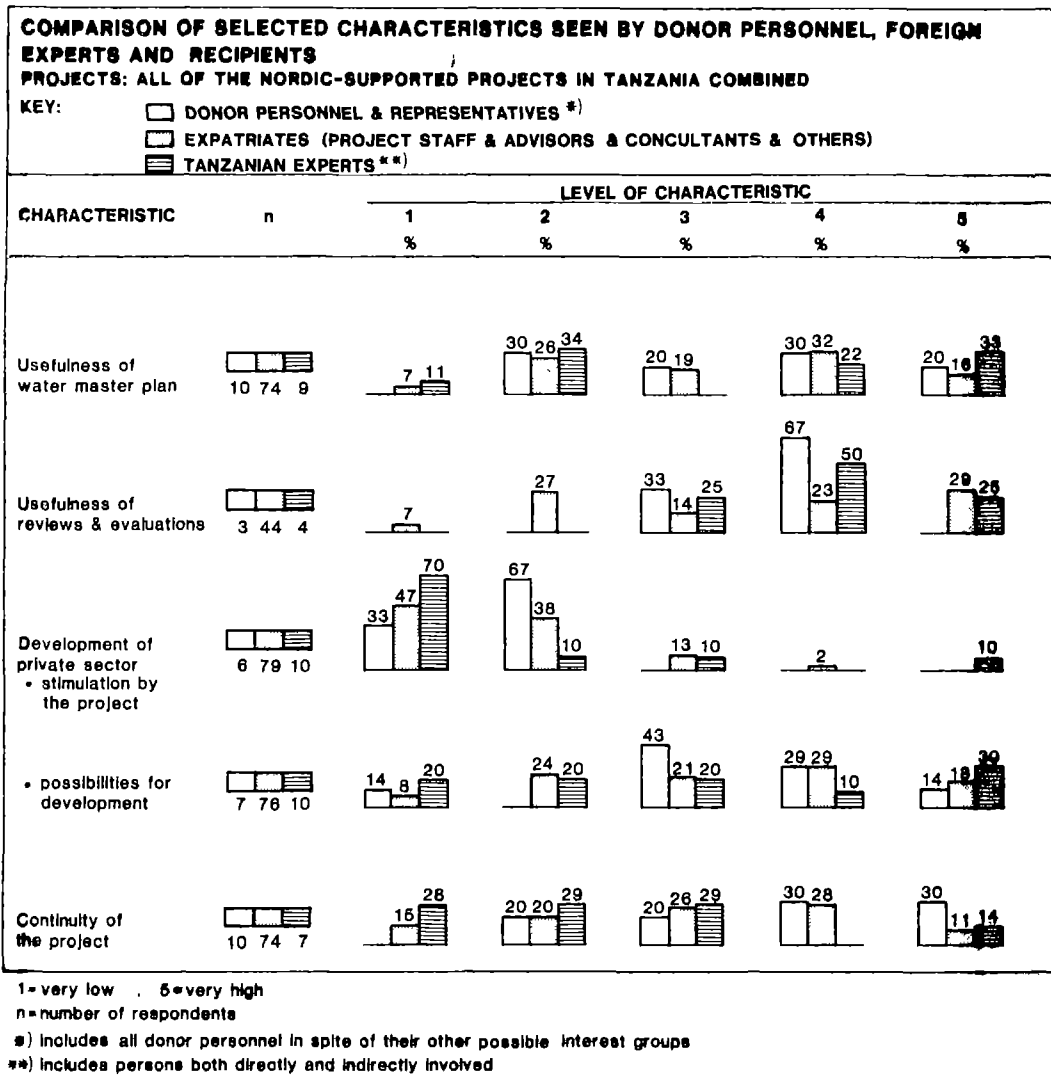 COMPARISON OF SELECTED CHARACTERISTICS SEEN BY DONOR PERSONNEL, FOREIGN
EXPERTS AND RECIPIENTS
PROJECTS: ALL OF THE NORDIC-SUPPORTED PROJECTS IN TANZANIA COMBINED
KEY: DONOR PERSONNEL & REPRESENTATIVES *)
EXPATRIATES (PROJECT STAFF & ADVISORS & CONCULTANTS & OTHERS)
TANZANIAN EXPERTS **)
LEVEL OF CHARACTERISTIC
CHARACTERISTIC n 1 2 3 4 5
% % % % %
Usefulness of
water master plan
10 74 9
7 11
30 26 34
20 19
30 32 22
20 16 33
Usefulness of
reviews & evaluations
3 44 4
7
27
33 14 25
67 23 50
29 25
Development of
private sector
• stimulation by
the project
6 79 10
33 47 70
67 38 10
13 10
2
10
• possibilities for
development
7 76 10
14 8 20
24 20
43 21 20
29 29 10
14 18 30
Continuity of
the project
10 74 7
15 28
20 20 29
20 26 29
30 28
30 11 14
1=very low , 5=very high
n=number of respondents
*) includes all donor personnel in spite of their other possible interest groups
**) includes persons both directly and indirectly involved